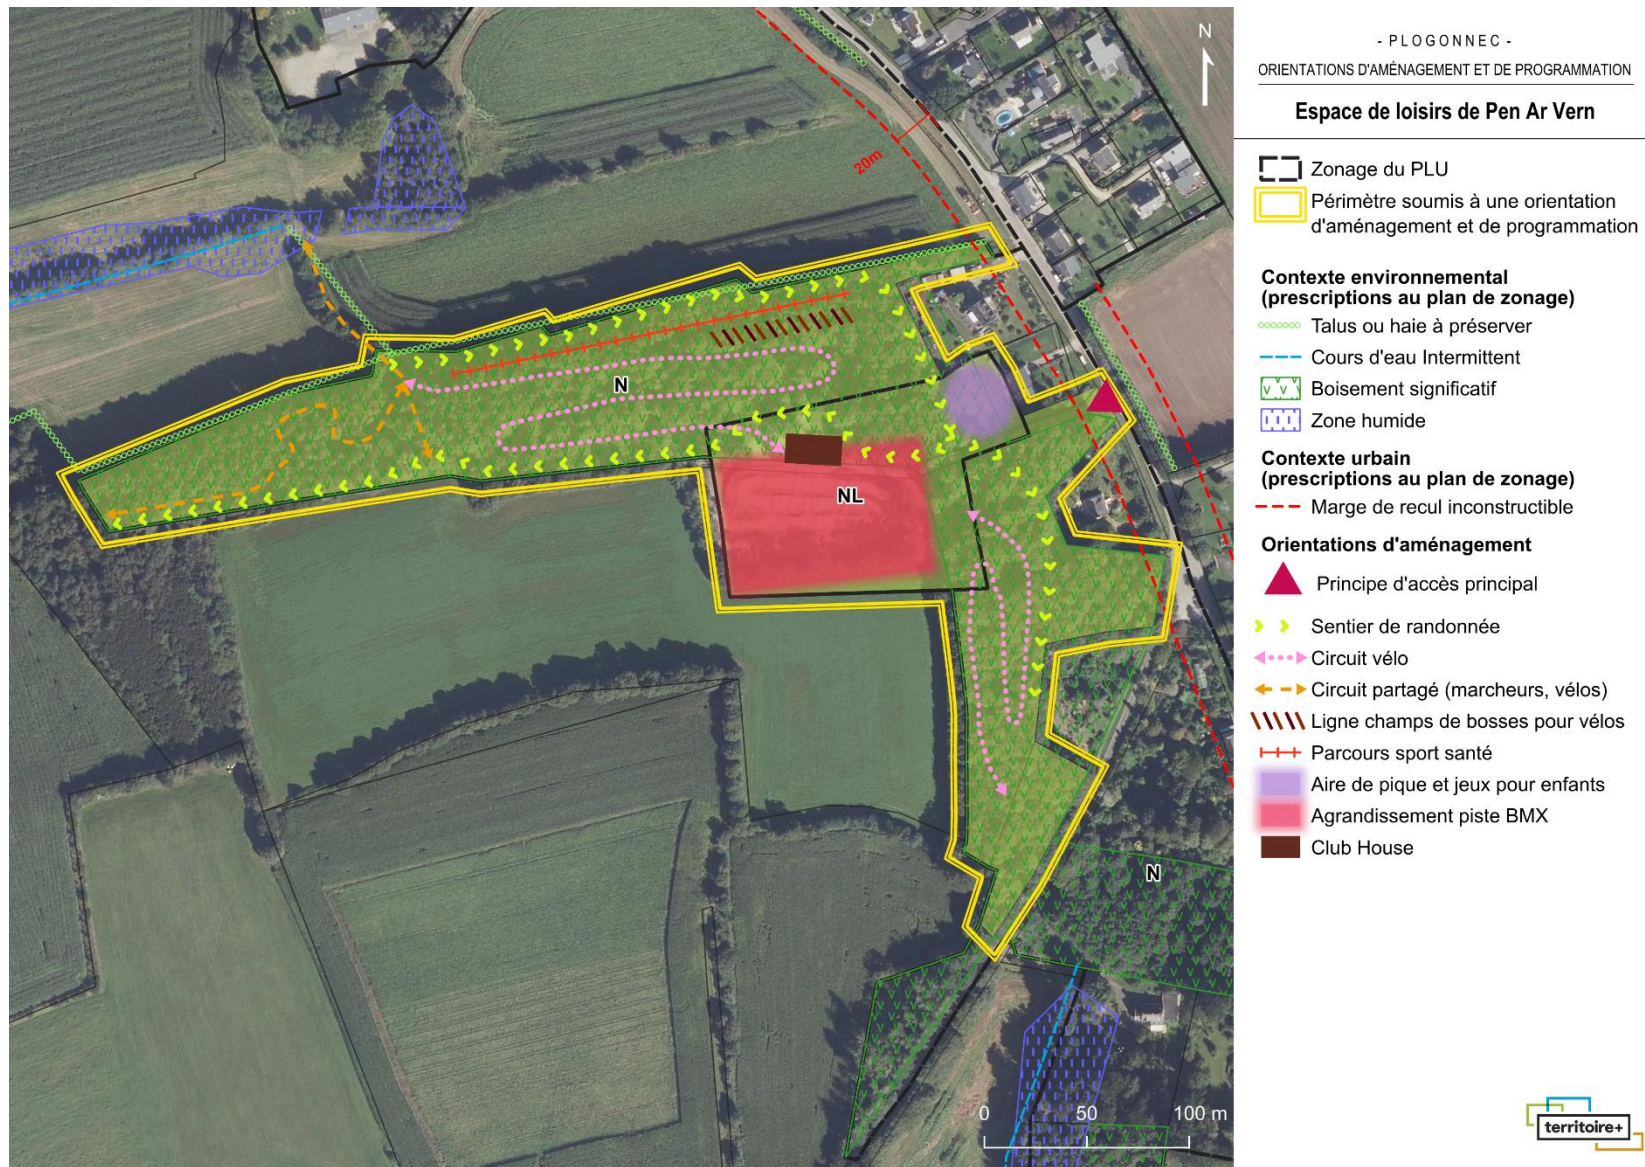 - PLOGONNEC -
ORIENTATIONS D'AMÉNAGEMENT ET DE PROGRAMMATION
Espace de loisirs de Pen Ar Vern
Zonage du PLU
Périmètre soumis à une orientation
d'aménagement et de programmation
Contexte environnemental
(prescriptions au plan de zonage)
Talus ou haie à préserver
Cours d'eau Intermittent
Boisement significatif
Zone humide
Contexte urbain
(prescriptions au plan de zonage)
Marge de recul inconstructible
Orientations d'aménagement
Principe d'accès principal
Sentier de randonnée
Circuit vélo
Circuit partagé (marcheurs, vélos)
Ligne champs de bosses pour vélos
Parcours sport santé
Aire de pique et jeux pour enfants
Agrandissement piste BMX
Club House
N
20m
N
NL
N
0 50 100 m
territoire+